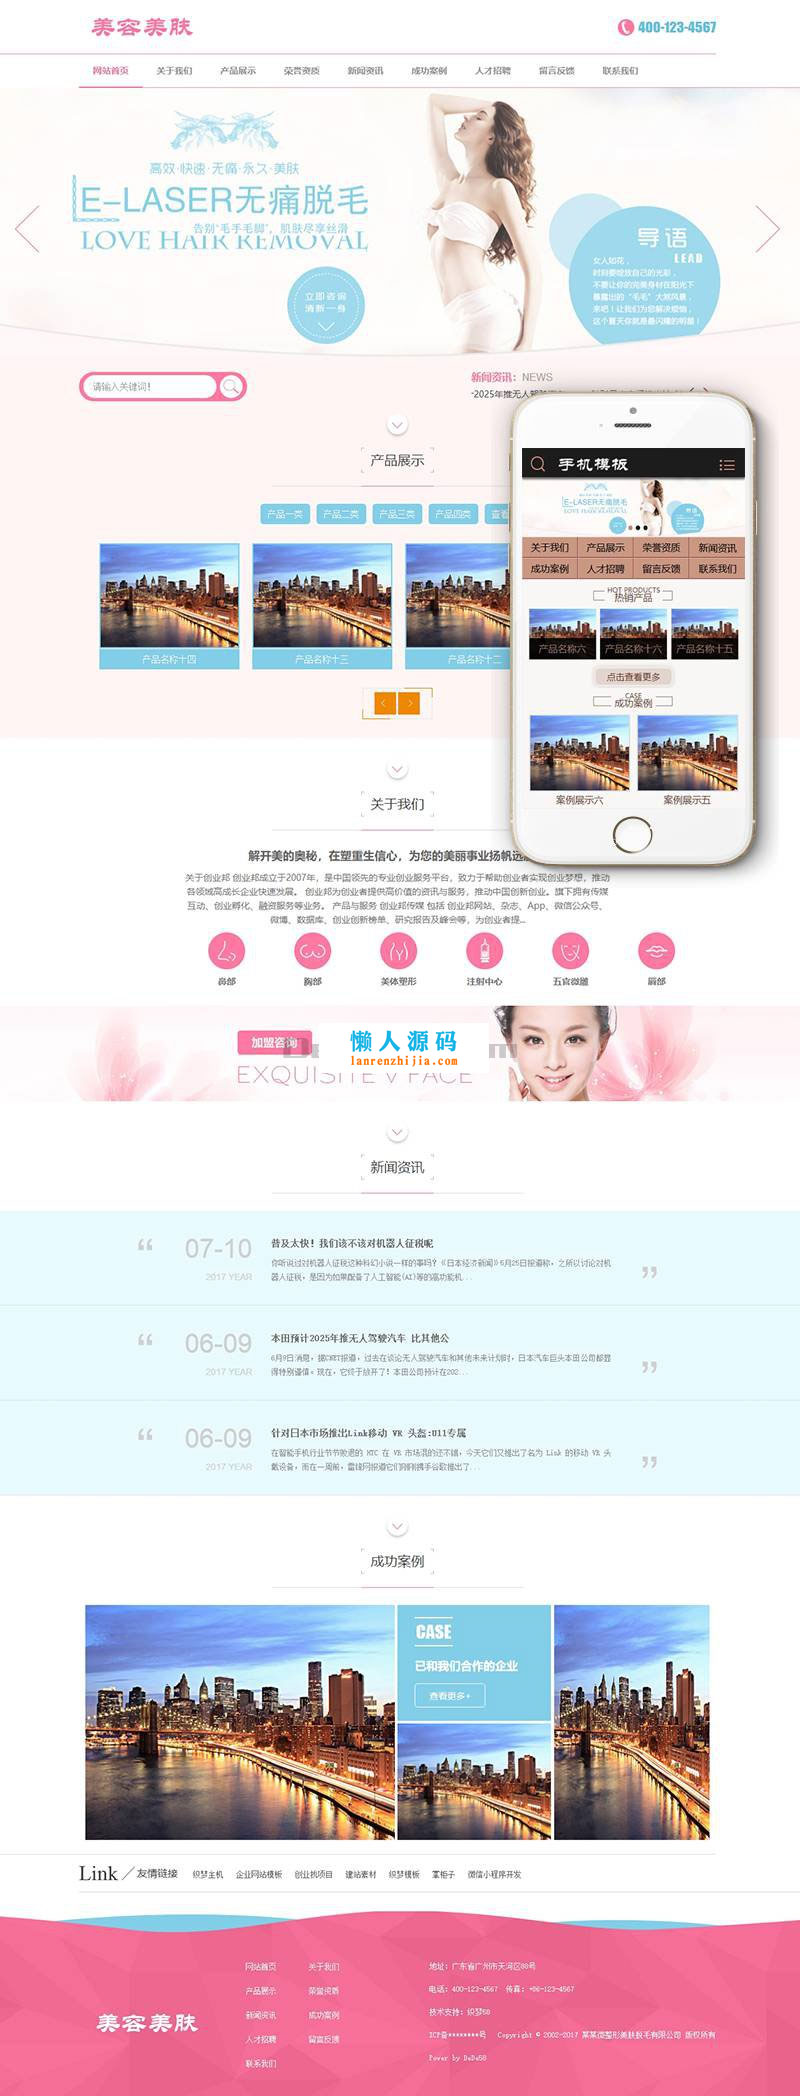 美容美肤
400-123-4567
网站首页 关于我们 产品展示 荣誉资质 新闻资讯 成功案例 人才招聘 留言反馈 联系我们
高效·快速·无痛·永久·美肤
E-LASER无痛脱毛
告别"毛手毛脚"，肌肤尽享丝滑
LOVE HAIR REMOVAL
立即咨询
清新一身
导语
LEAD
女人如花，
时刻要绽放自己的光彩，
不要让你的完美身材在阳光下
暴露出的"毛毛"大煞风景，
来吧！让我们为您解决烦恼，
这个夏天你就是最闪耀的明星！
请输入关键词!
新闻资讯：NEWS
产品展示
产品一类 产品二类 产品三类 产品四类 查看
产品名称十四 产品名称十三 产品名称十二
手机模板
E-LASER无痛脱毛
LOVE HAIR REMOVAL
导语
关于我们 产品展示 荣誉资质 新闻资讯
成功案例 人才招聘 留言反馈 联系我们
HOT PRODUCTS
热销产品
产品名称六 产品名称十六 产品名称十五
点击查看更多
CASE
成功案例
案例展示六 案例展示五
关于我们
解开美的奥秘，在塑重生信心，为您的美丽事业扬帆远
关于创业邦 创业邦成立于2007年，是中国领先的专业创业服务平台，致力于帮助创业者实现创业梦想，推动
各领域高成长企业快速发展。 创业邦为创业者提供高价值的资讯与服务，推动中国创新创业。旗下拥有传媒
互动、创业孵化、融资服务等业务。 产品与服务 创业邦传媒 包括 创业邦网站、杂志、App、微信公众号、
微博、数据库、创业创新榜单、研究报告及峰会等，为创业者提...
鼻部 胸部 美体塑形 注射中心 五官微雕 唇部
加盟咨询
懒人源码
lanrenzhijia.com
EXQUISITE V FACE
新闻资讯
07-10
2017 YEAR
普及太快！我们该不该对机器人征税呢
你听说过对机器人征税这种科幻小说一样的事吗？《日本经济新闻》6月25日报道称，之所以讨论对机
器人征税，是因为如果配备了人工智能(AI)等的高功能机...
06-09
2017 YEAR
本田预计2025年推无人驾驶汽车 比其他公
6月9日消息，据CNET报道，过去在谈论无人驾驶汽车和其他未来计划时，日本汽车巨头本田公司都显
得特别谨慎。现在，它终于放开了！本田公司预计在202...
06-09
2017 YEAR
针对日本市场推出Link移动 VR 头盔:U11专属
在智能手机行业节节败退的 HTC 在 VR 市场混的还不错，今天它们又推出了名为 Link 的移动 VR 头
戴设备，而在一周前，雷锋网报道它们刚刚携手谷歌推出了...
成功案例
CASE
已和我们合作的企业
查看更多+
Link／友情链接 织梦主机 企业网站模板 创业执项目 建站素材 织梦模板 掌柜子 微信小程序开发
美容美肤
网站首页 关于我们
产品展示 荣誉资质
新闻资讯 成功案例
人才招聘 留言反馈
联系我们
地址：广东省广州市天河区88号
电话：400-123-4567 传真：+86-123-4567
技术支持：织梦58
ICP备********号 Copyright © 2002-2017 某某微整形美肤脱毛有限公司 版权所有
Power by DeDe58